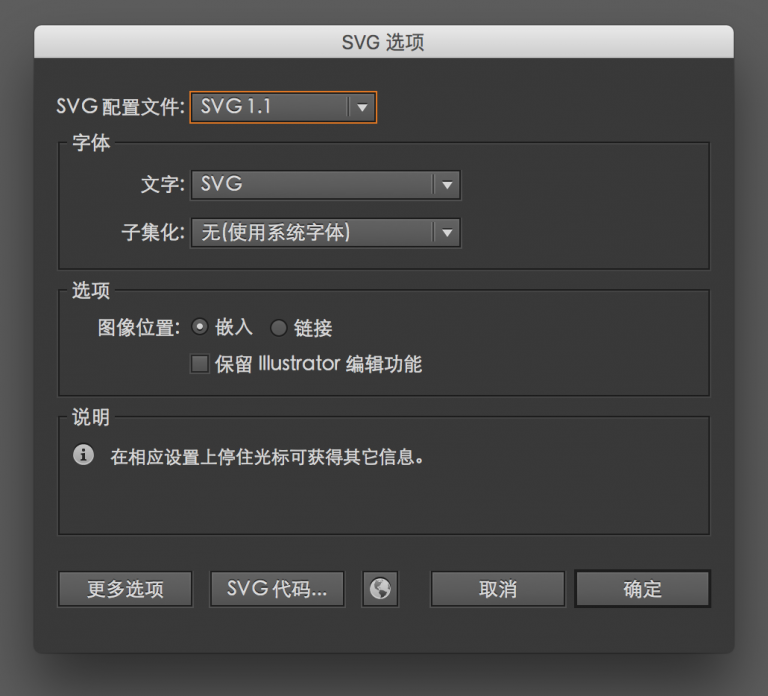 SVG 选项
SVG 配置文件: SVG 1.1
字体
文字: SVG
子集化: 无(使用系统字体)
选项
图像位置: 嵌入 链接
保留 Illustrator 编辑功能
说明
在相应设置上停住光标可获得其它信息。
更多选项 SVG 代码... 取消 确定